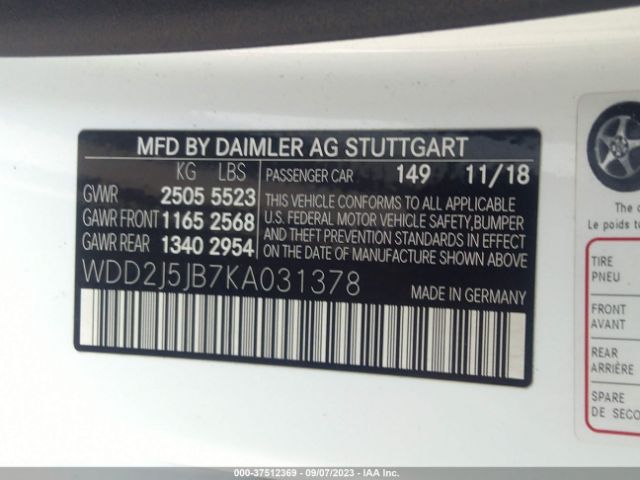 MFD BY DAIMLER AG STUTTGART
KG LBS
GVWR 2505 5523
GAWR FRONT 1165 2568
GAWR REAR 1340 2954
PASSENGER CAR 149 11/18
THIS VEHICLE CONFORMS TO ALL APPLICABLE
U.S. FEDERAL MOTOR VEHICLE SAFETY, BUMPER
AND THEFT PREVENTION STANDARDS IN EFFECT
ON THE DATE OF MANUFACTURE SHOWN ABOVE.
WDD2J5JB7KA031378
MADE IN GERMANY
The c
Le poids to
TIRE
PNEU
FRONT
AVANT
REAR
ARRIÈRE
SPARE
DE SECO
000-37512369 - 09/07/2023 - IAA Inc.